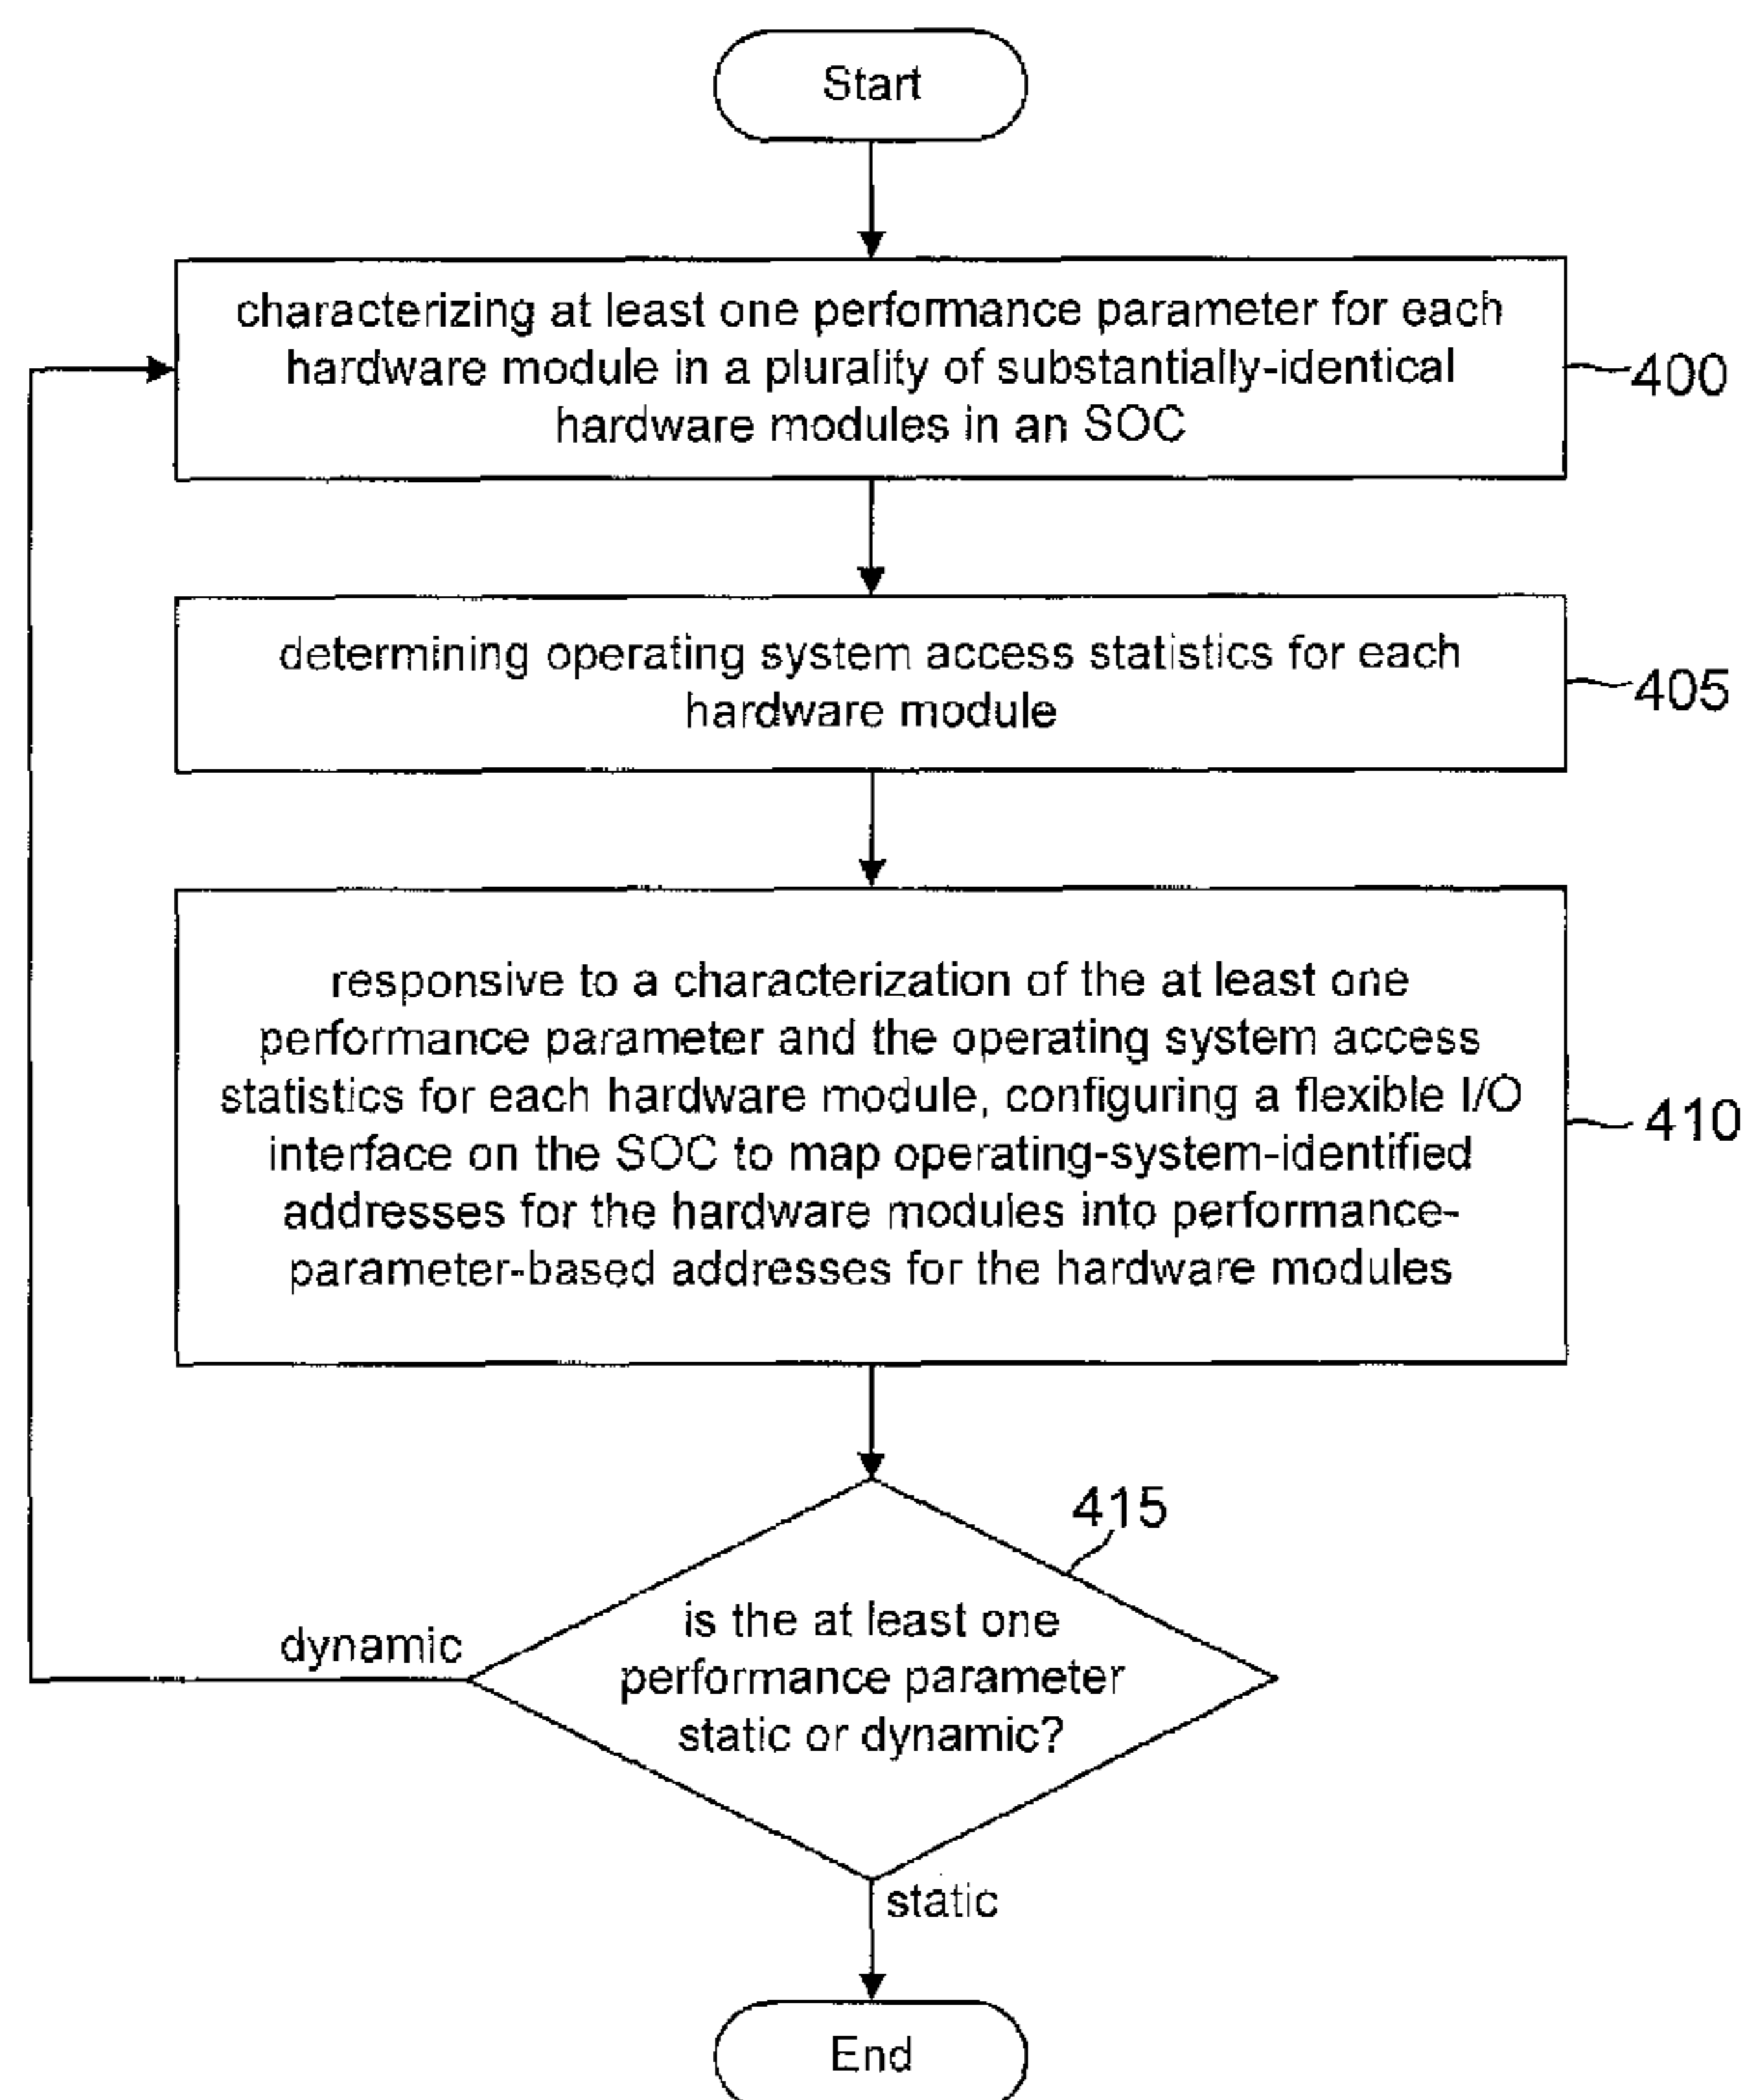 Start
characterizing at least one performance parameter for each
hardware module in a plurality of substantially-identical
hardware modules in an SOC
400
determining operating system access statistics for each
hardware module
405
responsive to a characterization of the at least one
performance parameter and the operating system access
statistics for each hardware module, configuring a flexible I/O
interface on the SOC to map operating-system-identified
addresses for the hardware modules into performance-
parameter-based addresses for the hardware modules
410
415
is the at least one
performance parameter
static or dynamic?
dynamic
static
End